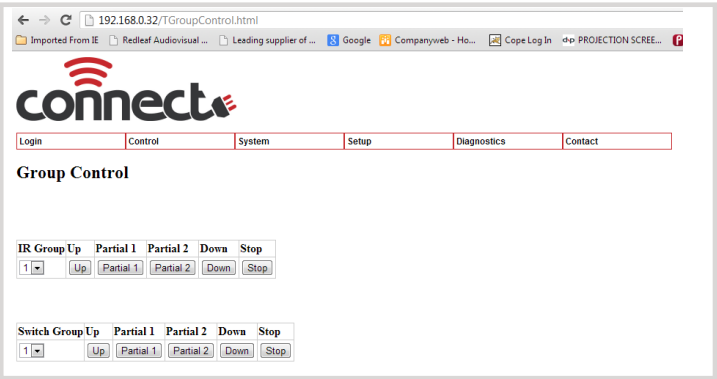 192.168.0.32/TGroupControl.html
Imported From IE Redleaf Audiovisual ... Leading supplier of ... Google Companyweb - Ho... Cope Log In PROJECTION SCREE...
connect
Login Control System Setup Diagnostics Contact
Group Control
IR Group Up Partial 1 Partial 2 Down Stop
1 Up Partial 1 Partial 2 Down Stop
Switch Group Up Partial 1 Partial 2 Down Stop
1 Up Partial 1 Partial 2 Down Stop